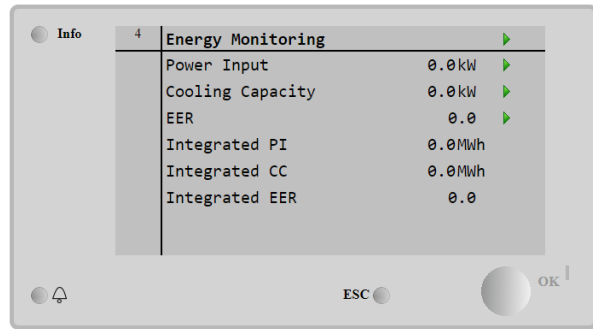 Info
4 Energy Monitoring
Power Input 0.0kW
Cooling Capacity 0.0kW
EER 0.0
Integrated PI 0.0MWh
Integrated CC 0.0MWh
Integrated EER 0.0
ESC
OK